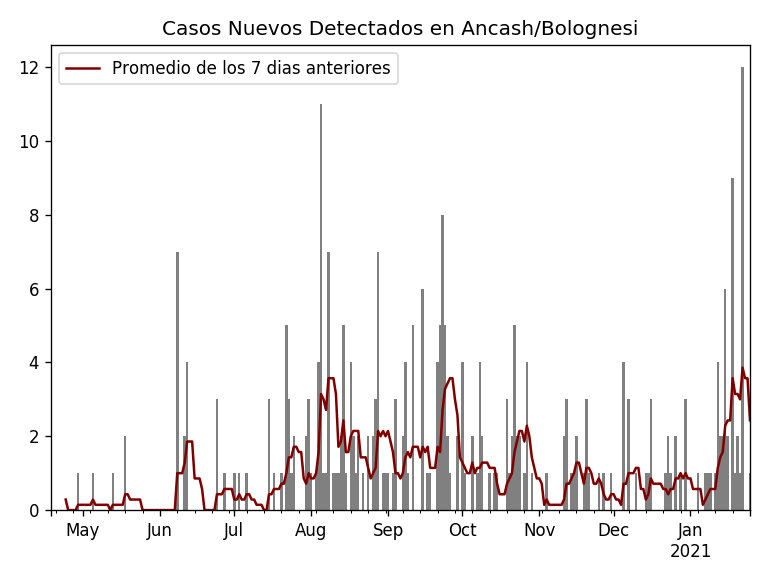 Casos Nuevos Detectados en Ancash/Bolognesi
Promedio de los 7 dias anteriores
12
10
8
6
4
2
0
May Jun Jul Aug Sep Oct Nov Dec Jan
2021